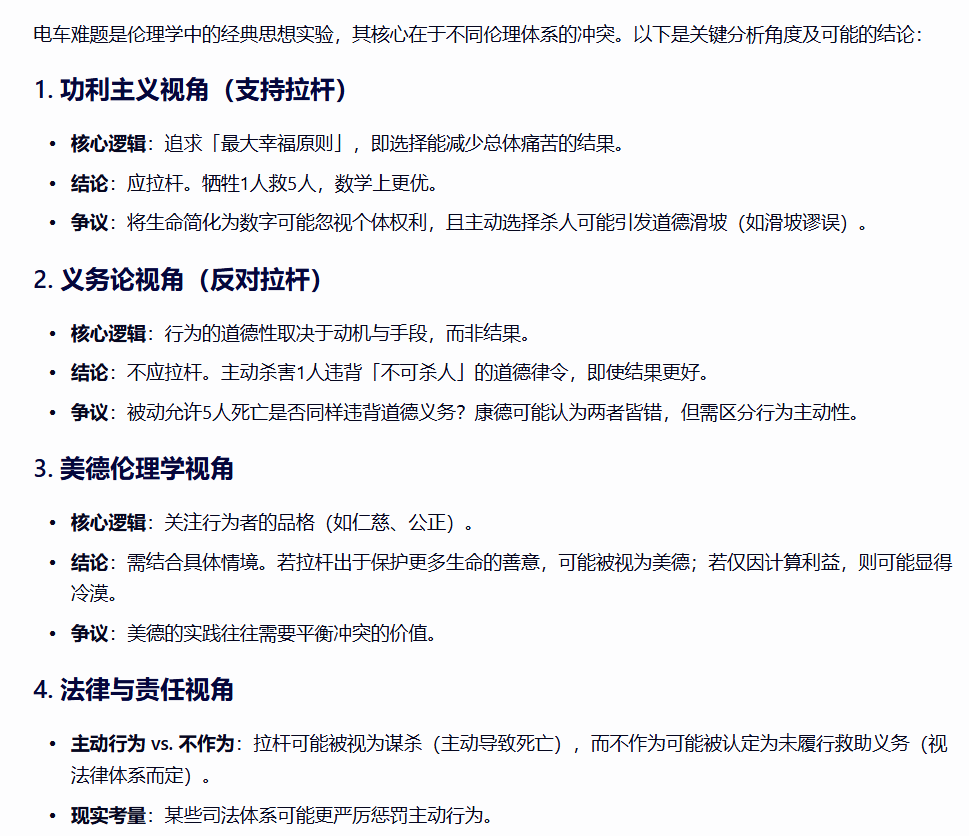 电车难题是伦理学中的经典思想实验，其核心在于不同伦理体系的冲突。以下是关键分析角度及可能的结论：
1. 功利主义视角（支持拉杆）
• 核心逻辑：追求「最大幸福原则」，即选择能减少总体痛苦的结果。
• 结论：应拉杆。牺牲1人救5人，数学上更优。
• 争议：将生命简化为数字可能忽视个体权利，且主动选择杀人可能引发道德滑坡（如滑坡谬误）。
2. 义务论视角（反对拉杆）
• 核心逻辑：行为的道德性取决于动机与手段，而非结果。
• 结论：不应拉杆。主动杀害1人违背「不可杀人」的道德律令，即使结果更好。
• 争议：被动允许5人死亡是否同样违背道德义务？康德可能认为两者皆错，但需区分行为主动性。
3. 美德伦理学视角
• 核心逻辑：关注行为者的品格（如仁慈、公正）。
• 结论：需结合具体情境。若拉杆出于保护更多生命的善意，可能被视为美德；若仅因计算利益，则可能显得
冷漠。
• 争议：美德的实践往往需要平衡冲突的价值。
4. 法律与责任视角
• 主动行为 vs. 不作为：拉杆可能被视为谋杀（主动导致死亡），而不作为可能被认定为未履行救助义务（视
法律体系而定）。
• 现实考量：某些司法体系可能更严厉惩罚主动行为。